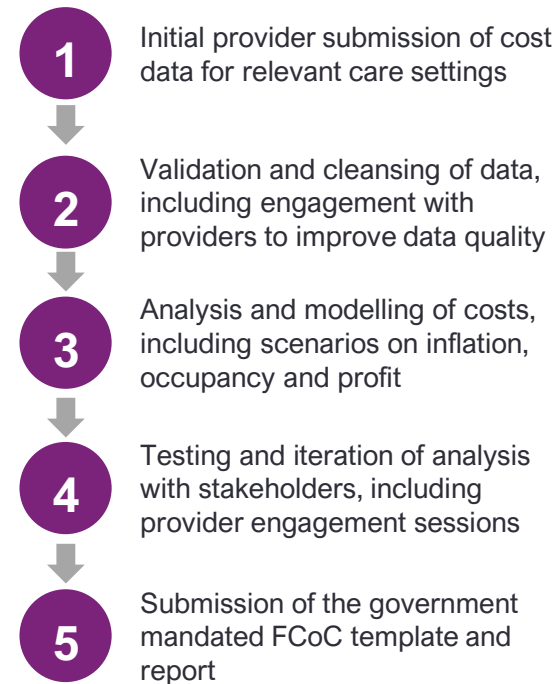 1
Initial provider submission of cost
data for relevant care settings
2
Validation and cleansing of data,
including engagement with
providers to improve data quality
3
Analysis and modelling of costs,
including scenarios on inflation,
occupancy and profit
4
Testing and iteration of analysis
with stakeholders, including
provider engagement sessions
5
Submission of the government
mandated FCoC template and
report